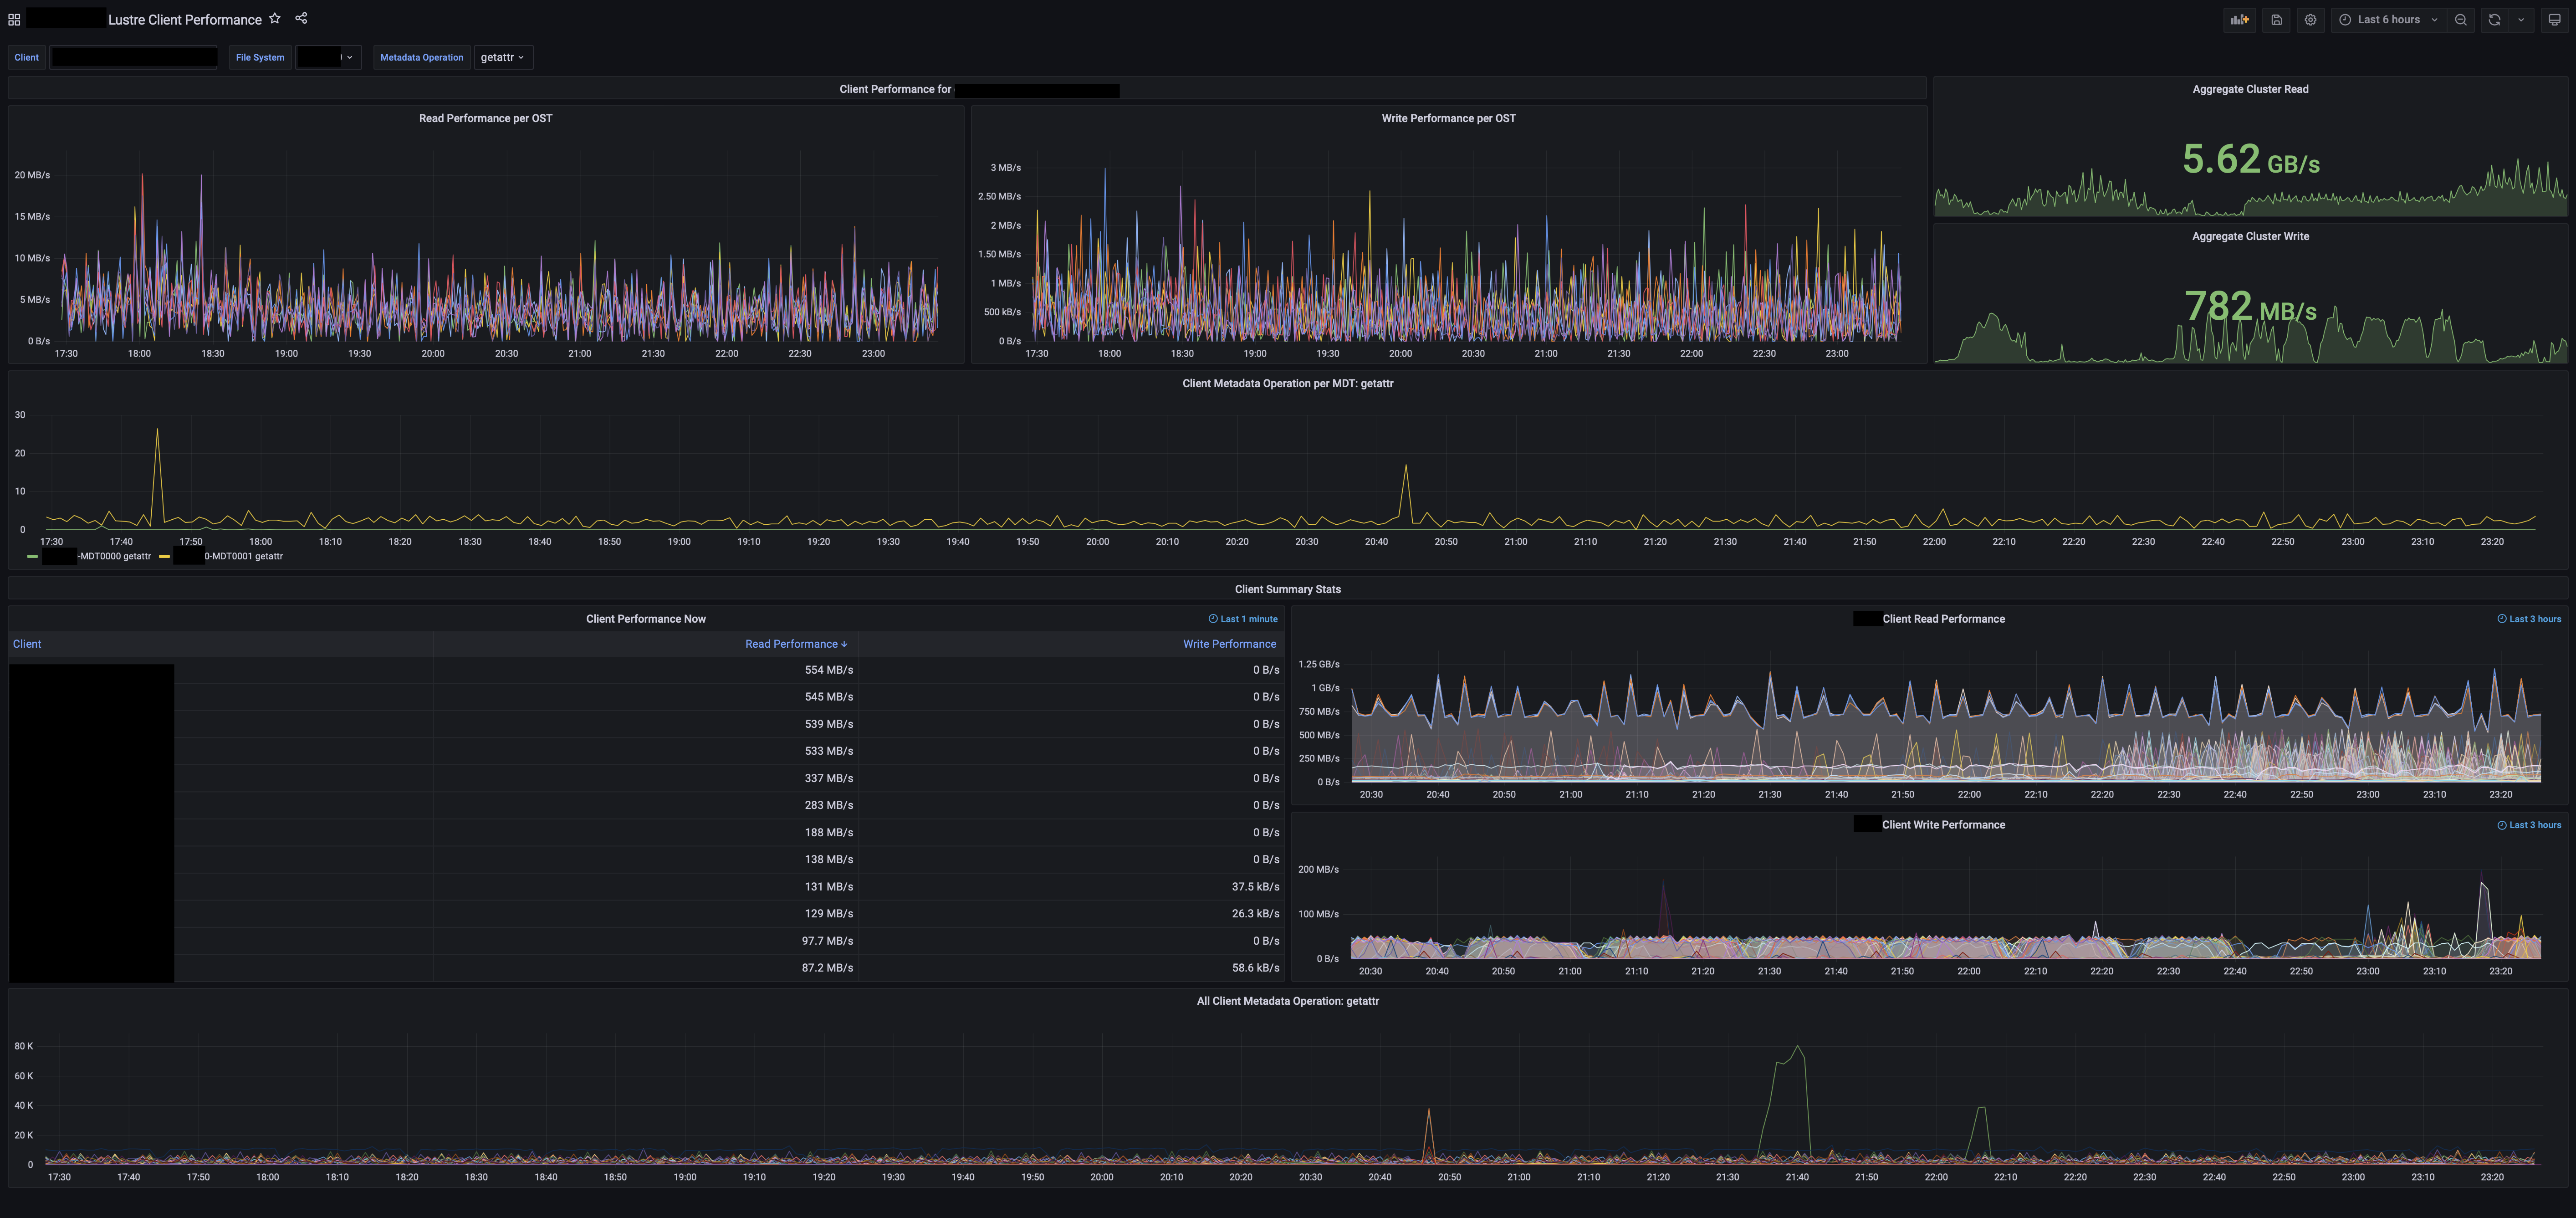 Lustre Client Performance
Last 6 hours
Client File System Metadata Operation getattr
Client Performance for
Read Performance per OST
20 MB/s
15 MB/s
10 MB/s
5 MB/s
0 B/s
17:30 18:00 18:30 19:00 19:30 20:00 20:30 21:00 21:30 22:00 22:30 23:00
Write Performance per OST
3 MB/s
2.50 MB/s
2 MB/s
1.50 MB/s
1 MB/s
500 kB/s
0 B/s
17:30 18:00 18:30 19:00 19:30 20:00 20:30 21:00 21:30 22:00 22:30 23:00
Aggregate Cluster Read
5.62 GB/s
Aggregate Cluster Write
782 MB/s
Client Metadata Operation per MDT: getattr
30
20
10
0
17:30 17:40 17:50 18:00 18:10 18:20 18:30 18:40 18:50 19:00 19:10 19:20 19:30 19:40 19:50 20:00 20:10 20:20 20:30 20:40 20:50 21:00 21:10 21:20 21:30 21:40 21:50 22:00 22:10 22:20 22:30 22:40 22:50 23:00 23:10 23:20
-MDT0000 getattr 0-MDT0001 getattr
Client Summary Stats
Client Performance Now
Last 1 minute
Client Read Performance Write Performance
554 MB/s 0 B/s
545 MB/s 0 B/s
539 MB/s 0 B/s
533 MB/s 0 B/s
337 MB/s 0 B/s
283 MB/s 0 B/s
188 MB/s 0 B/s
138 MB/s 0 B/s
131 MB/s 37.5 kB/s
129 MB/s 26.3 kB/s
97.7 MB/s 0 B/s
87.2 MB/s 58.6 kB/s
Client Read Performance
Last 3 hours
1.25 GB/s
1 GB/s
750 MB/s
500 MB/s
250 MB/s
0 B/s
20:30 20:40 20:50 21:00 21:10 21:20 21:30 21:40 21:50 22:00 22:10 22:20 22:30 22:40 22:50 23:00 23:10 23:20
Client Write Performance
Last 3 hours
200 MB/s
100 MB/s
0 B/s
20:30 20:40 20:50 21:00 21:10 21:20 21:30 21:40 21:50 22:00 22:10 22:20 22:30 22:40 22:50 23:00 23:10 23:20
All Client Metadata Operation: getattr
80 K
60 K
40 K
20 K
0
17:30 17:40 17:50 18:00 18:10 18:20 18:30 18:40 18:50 19:00 19:10 19:20 19:30 19:40 19:50 20:00 20:10 20:20 20:30 20:40 20:50 21:00 21:10 21:20 21:30 21:40 21:50 22:00 22:10 22:20 22:30 22:40 22:50 23:00 23:10 23:20